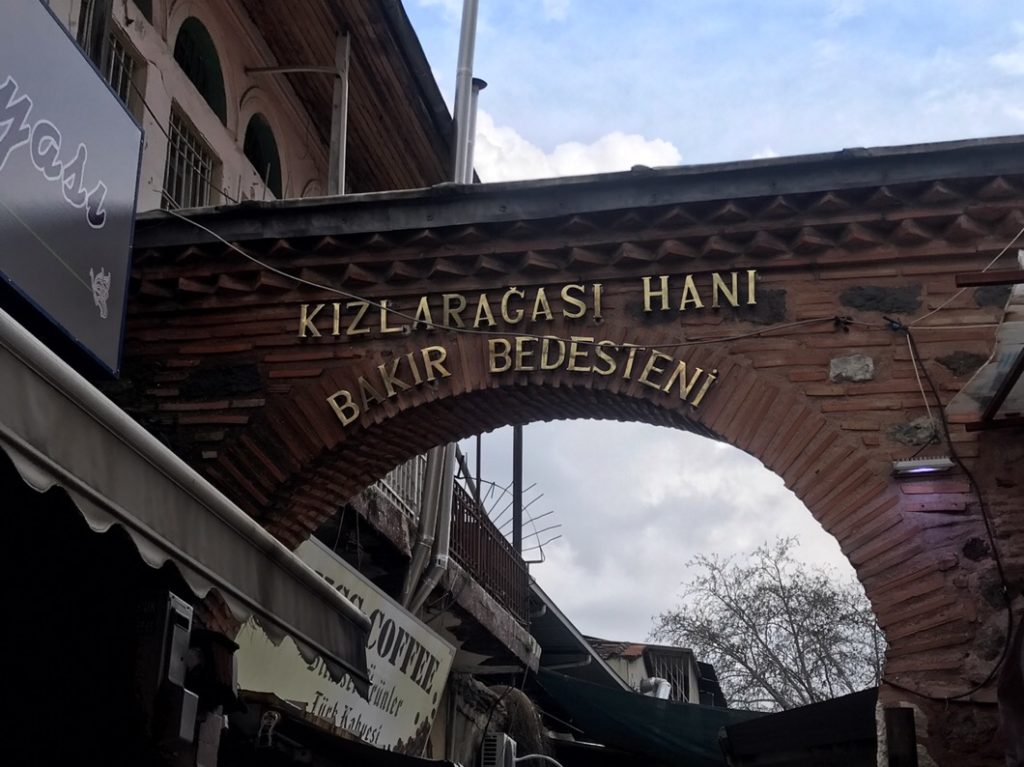 KIZLARAĞASI HANI
BAKIR BEDESTENİ
COFFEE
Türk Kahvesi